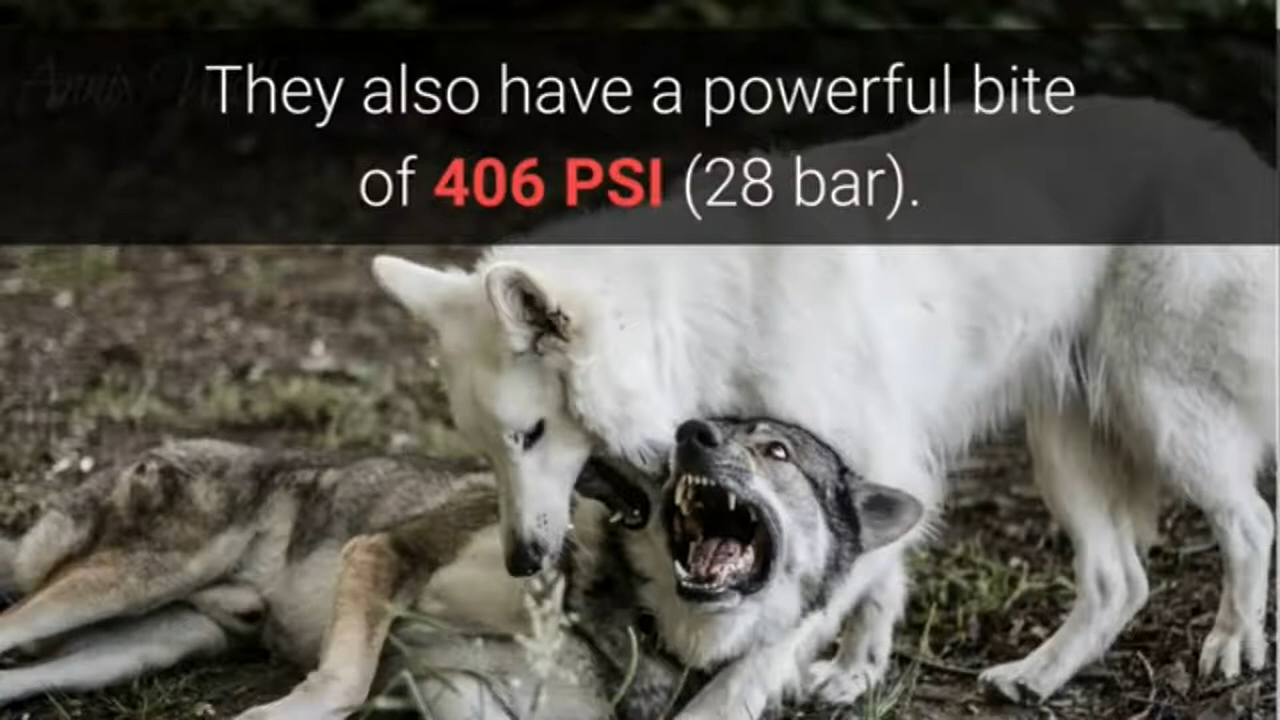 They also have a powerful bite
of 406 PSI (28 bar).